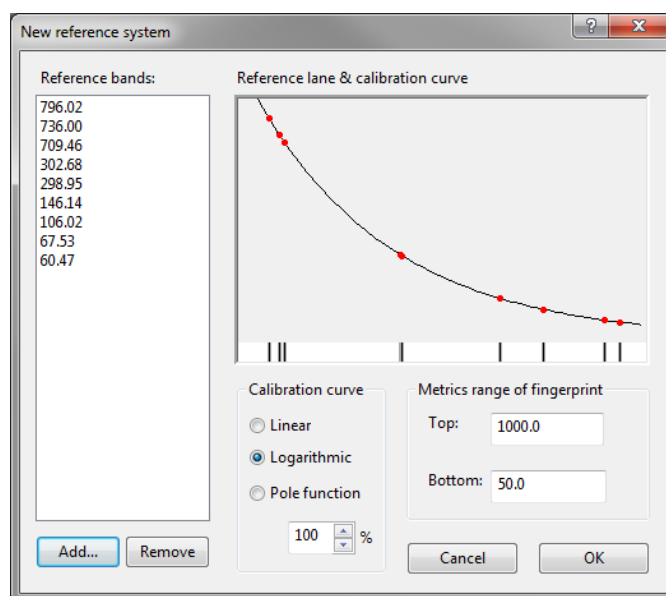 New reference system
?
X
Reference bands:
Reference lane & calibration curve
796.02
736.00
709.46
302.68
298.95
146.14
106.02
67.53
60.47
Calibration curve
Linear
Logarithmic
Pole function
100 %
Metrics range of fingerprint
Top: 1000.0
Bottom: 50.0
Add...
Remove
Cancel
OK